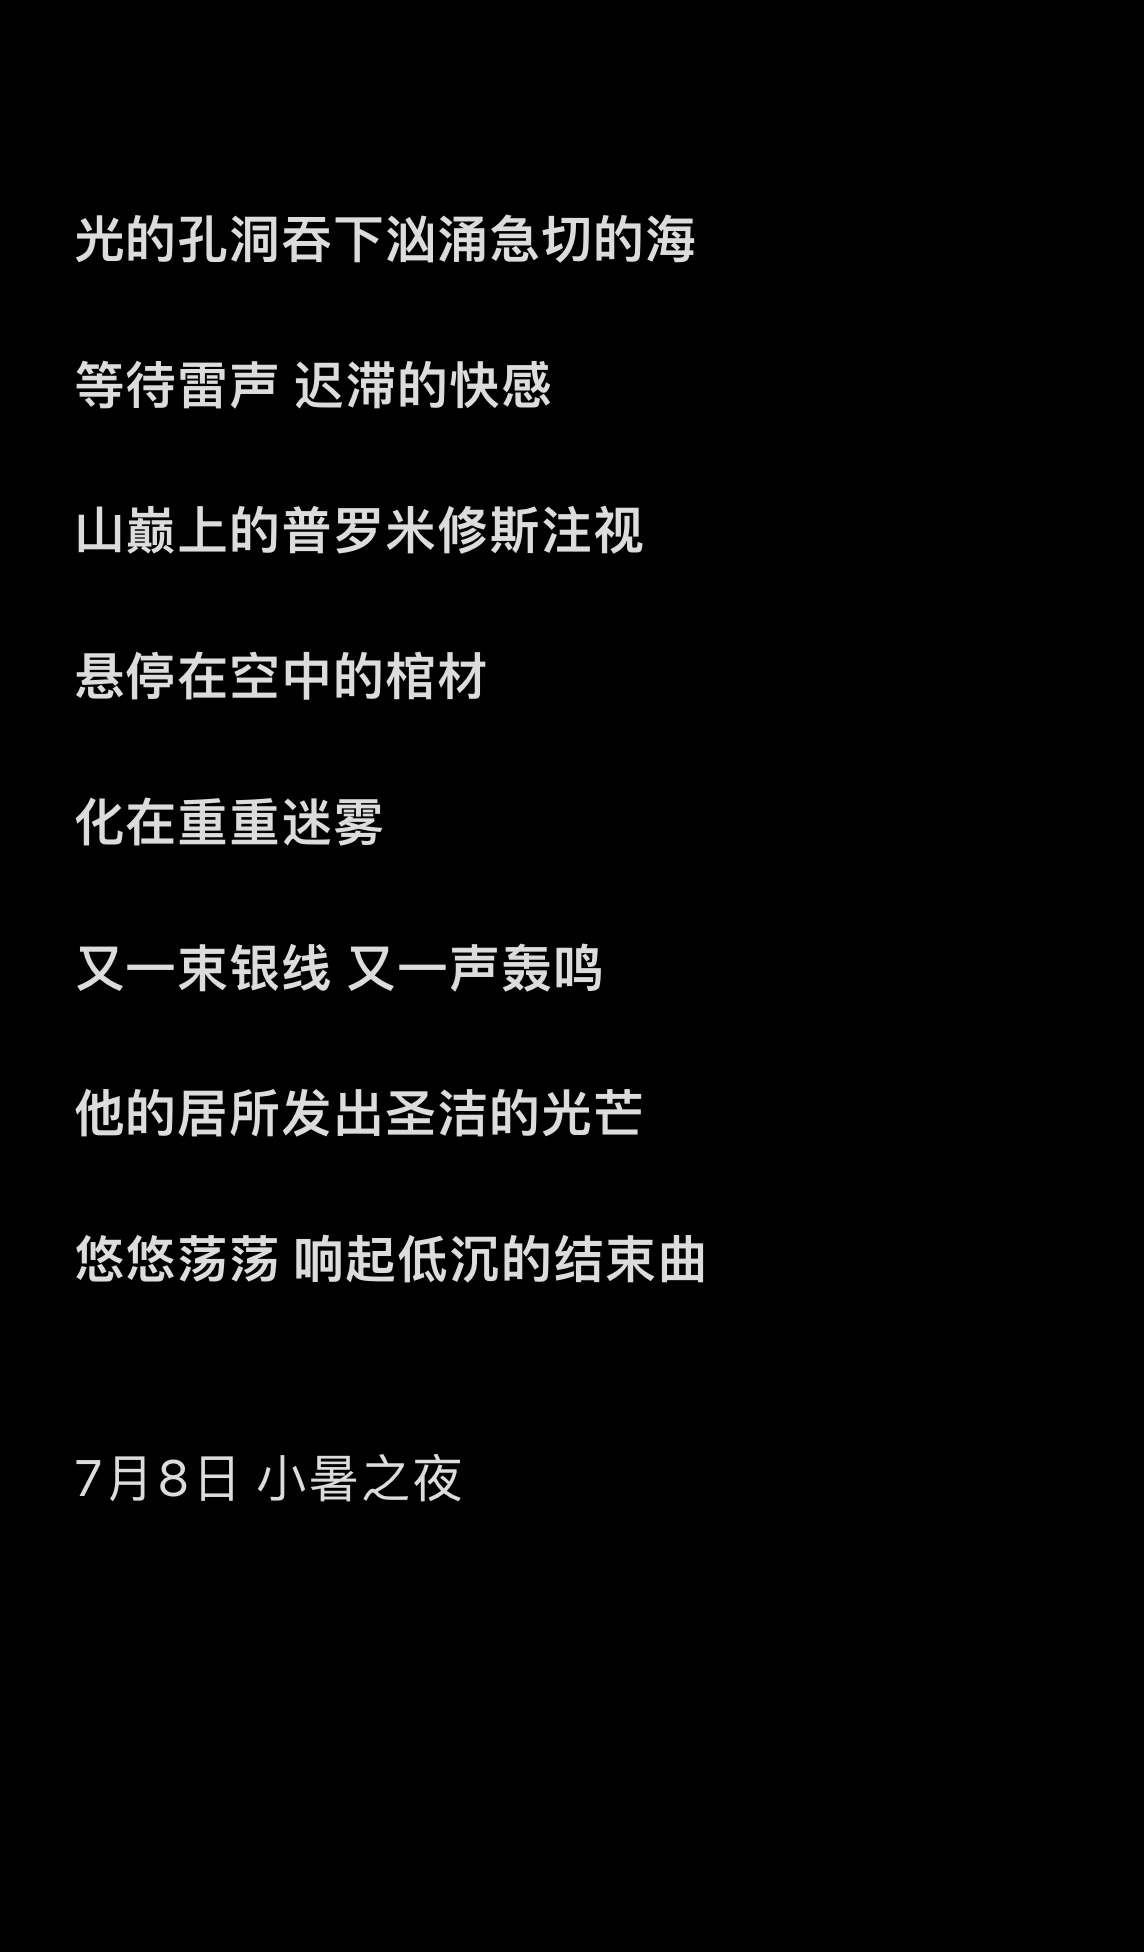 光的孔洞吞下汹涌急切的海
等待雷声 迟滞的快感
山巅上的普罗米修斯注视
悬停在空中的棺材
化在重重迷雾
又一束银线 又一声轰鸣
他的居所发出圣洁的光芒
悠悠荡荡 响起低沉的结束曲
7月8日 小暑之夜